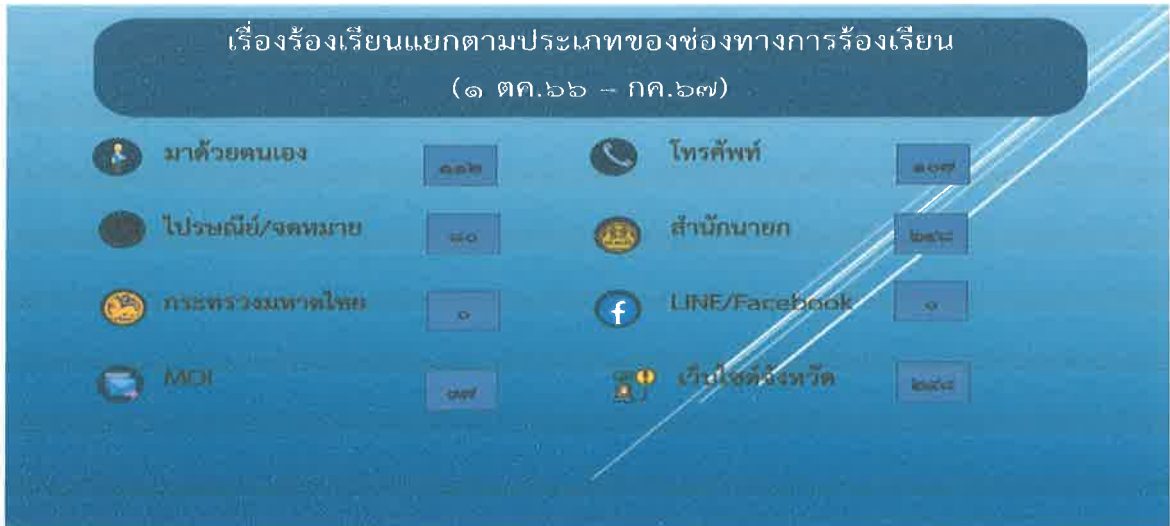 เรื่องร้องเรียนแยกตามประเภทของช่องทางการร้องเรียน
(๑ ตค.๖๖ – กค.๖๗)
มาด้วยตนเอง
โทรศัพท์ ๑๐๗
ไปรษณีย์/จดหมาย ๘๐
สำนักนายก
กระทรวงมหาดไทย ๐
LINE/Facebook ๐
MOI
เว็บไซต์จังหวัด